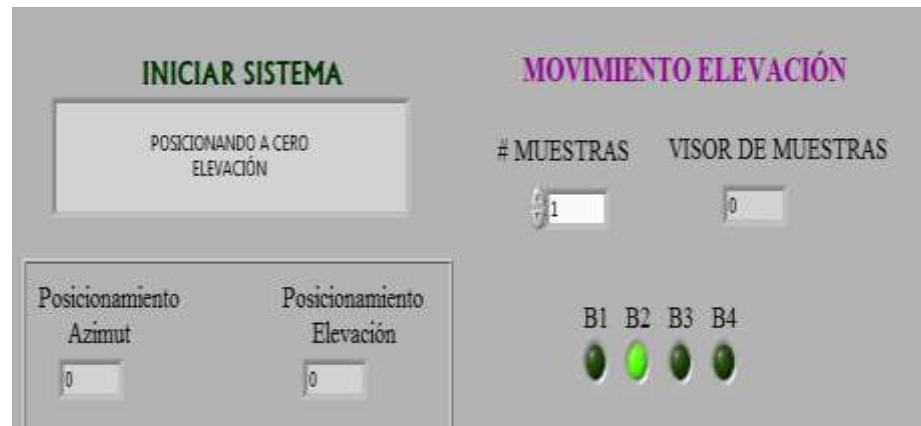 INICIAR SISTEMA
POSICIONANDO A CERO
ELEVACIÓN
Posicionamiento
Azimut
0
Posicionamiento
Elevación
0
MOVIMIENTO ELEVACIÓN
# MUESTRAS
1
VISOR DE MUESTRAS
0
B1 B2 B3 B4